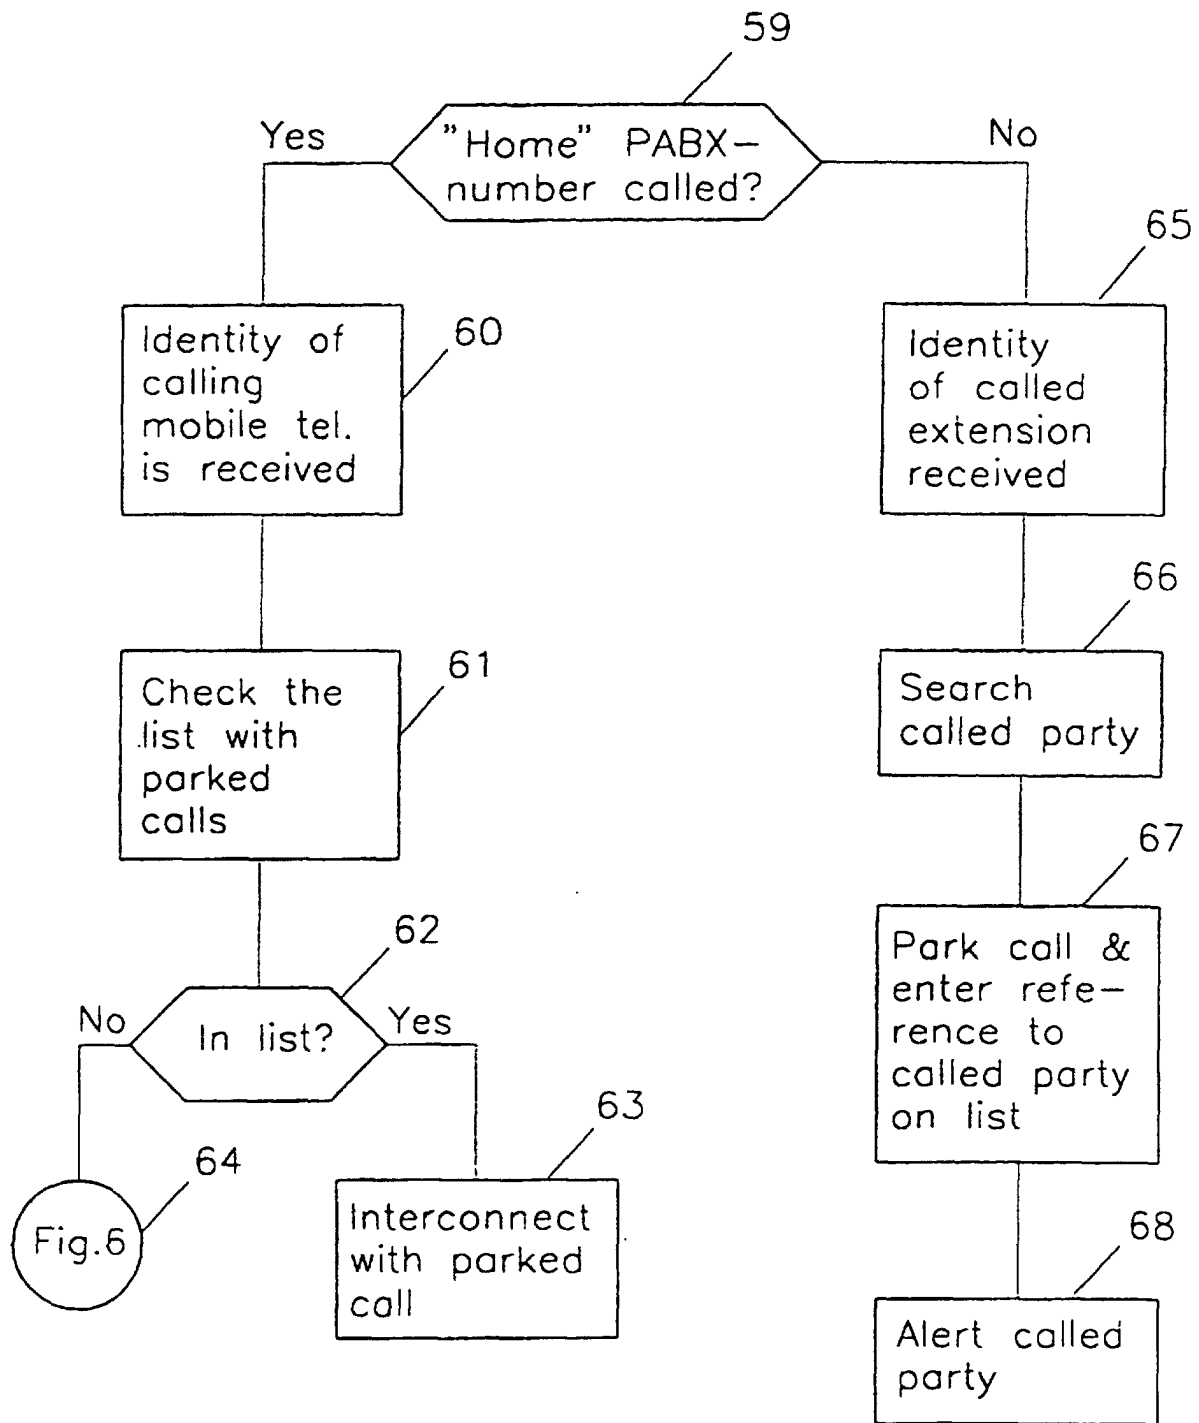 59
Yes
"Home" PABX–
number called?
No
65
Identity of
calling
mobile tel.
is received
60
Identity
of called
extension
received
66
61
Check the
list with
parked
calls
Search
called party
67
62
Park call &
enter refe–
rence to
called party
on list
No
In list?
Yes
63
64
Fig.6
Interconnect
with parked
call
68
Alert called
party